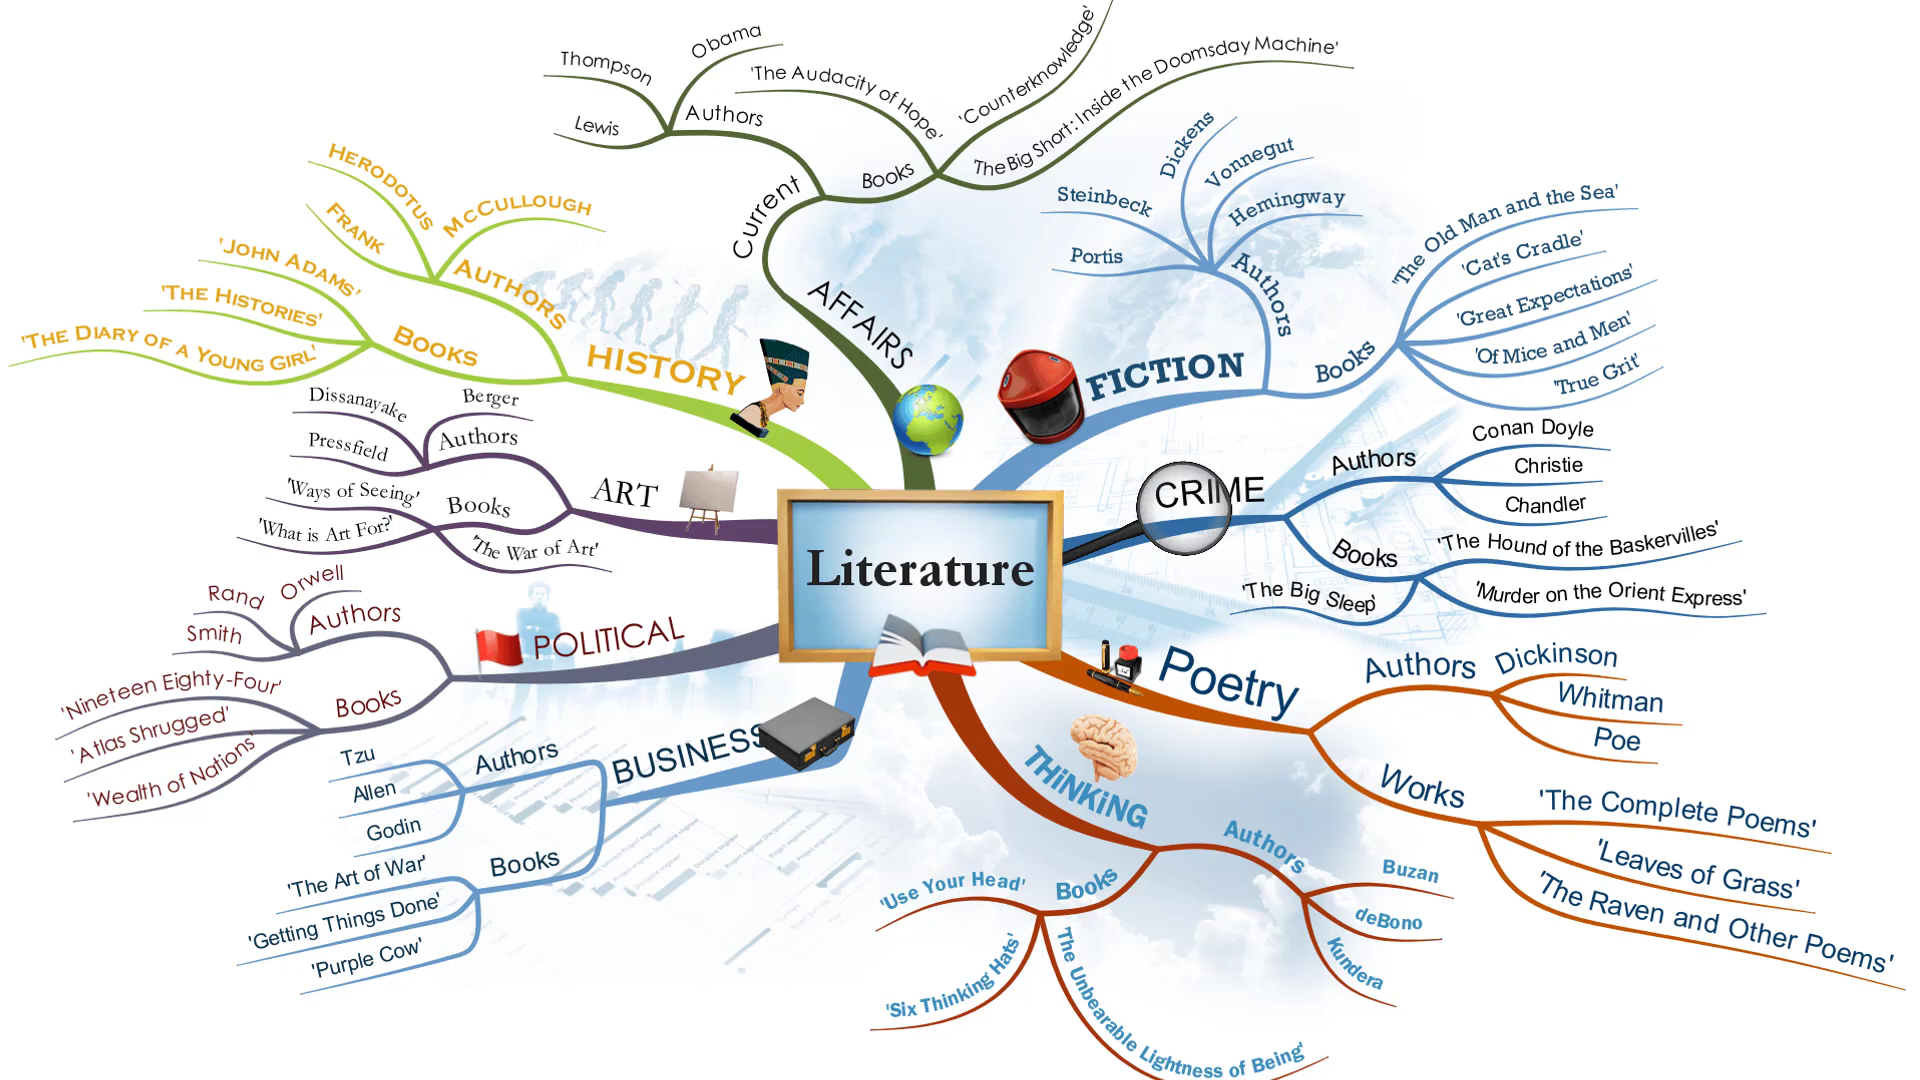 Literature
Current
AFFAIRS
Authors
Thompson
Obama
Lewis
Books
'The Audacity of Hope'
'Counterknowledge'
'The Big Short: Inside the Doomsday Machine'
FICTION
Authors
Dickens
Vonnegut
Hemingway
Steinbeck
Portis
Books
'The Old Man and the Sea'
'Cat's Cradle'
'Great Expectations'
'Of Mice and Men'
'True Grit'
CRIME
Authors
Conan Doyle
Christie
Chandler
Books
'The Hound of the Baskervilles'
'Murder on the Orient Express'
'The Big Sleep'
Poetry
Authors
Dickinson
Whitman
Poe
Works
'The Complete Poems'
'Leaves of Grass'
'The Raven and Other Poems'
THiNKiNG
Authors
Buzan
deBono
Kundera
Books
'Use Your Head'
'Six Thinking Hats'
'The Unbearable Lightness of Being'
BUSINESS
Authors
Tzu
Allen
Godin
Books
'The Art of War'
'Getting Things Done'
'Purple Cow'
POLITICAL
Authors
Orwell
Rand
Smith
Books
'Nineteen Eighty-Four'
'Atlas Shrugged'
'Wealth of Nations'
ART
Authors
Dissanayake
Berger
Pressfield
Books
'Ways of Seeing'
'What is Art For?'
'The War of Art'
HISTORY
AUTHORS
HERODOTUS
MCCULLOUGH
FRANK
BOOKS
'JOHN ADAMS'
'THE HISTORIES'
'THE DIARY OF A YOUNG GIRL'